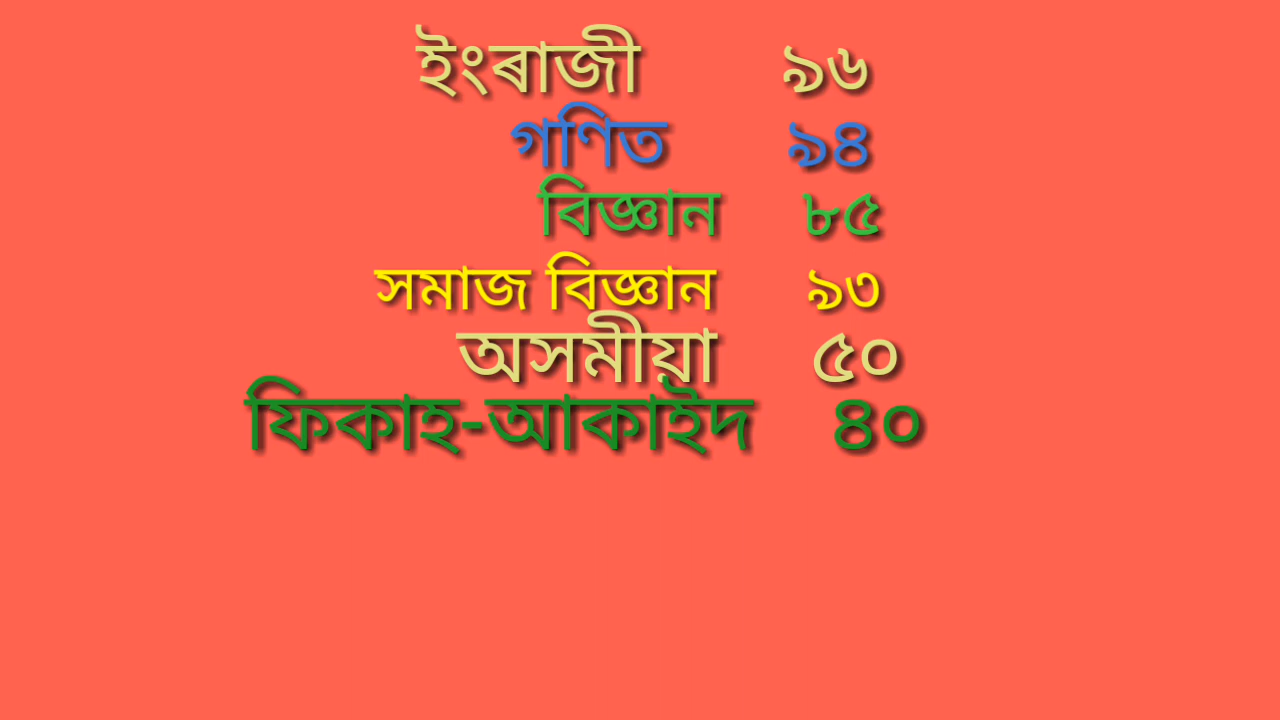 ইংৰাজী ৯৬
গণিত ৯৪
বিজ্ঞান ৮৫
সমাজ বিজ্ঞান ৯৩
অসমীয়া ৫০
ফিকাহ-আকাইদ ৪০